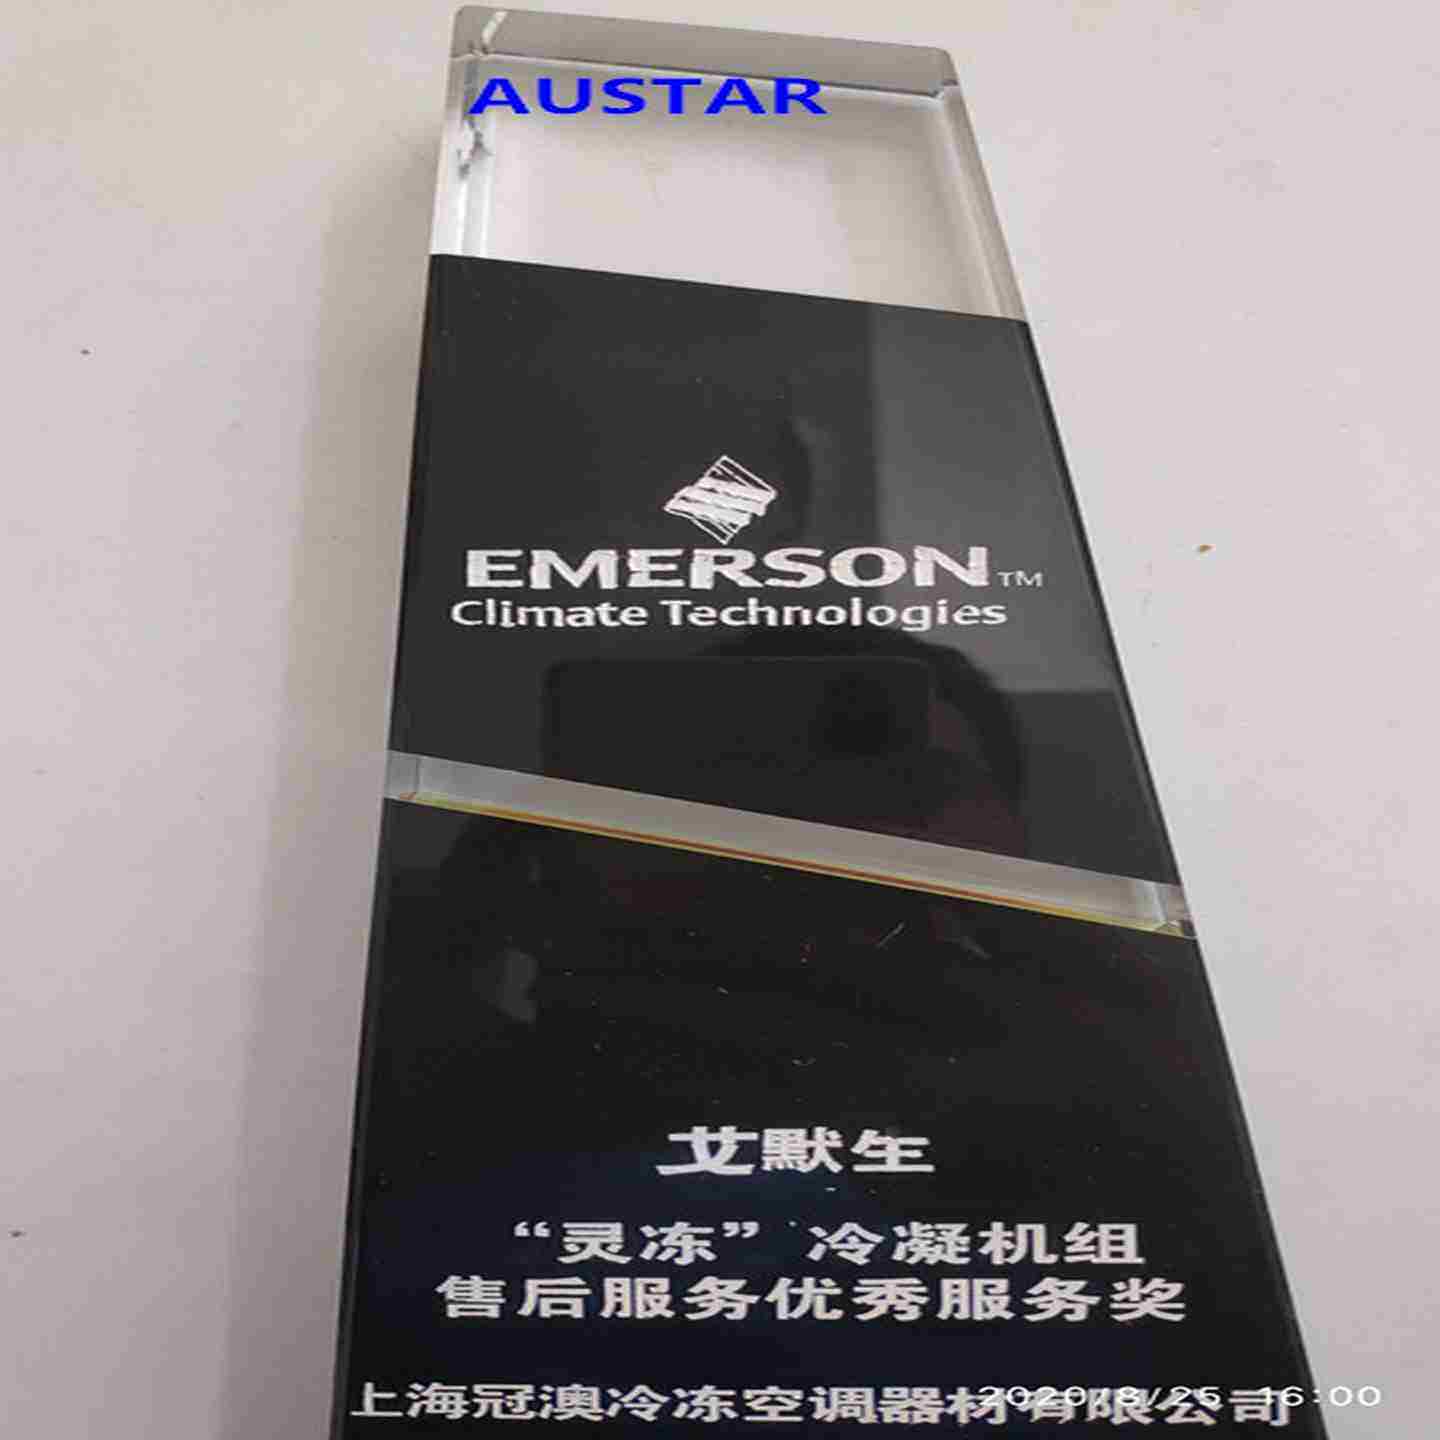 AUSTAR
EMERSON™
Climate Technologies
艾默生
“灵冻”冷凝机组
售后服务优秀服务奖
上海冠澳冷冻空调器材有限公司
2020/8/25 16:00